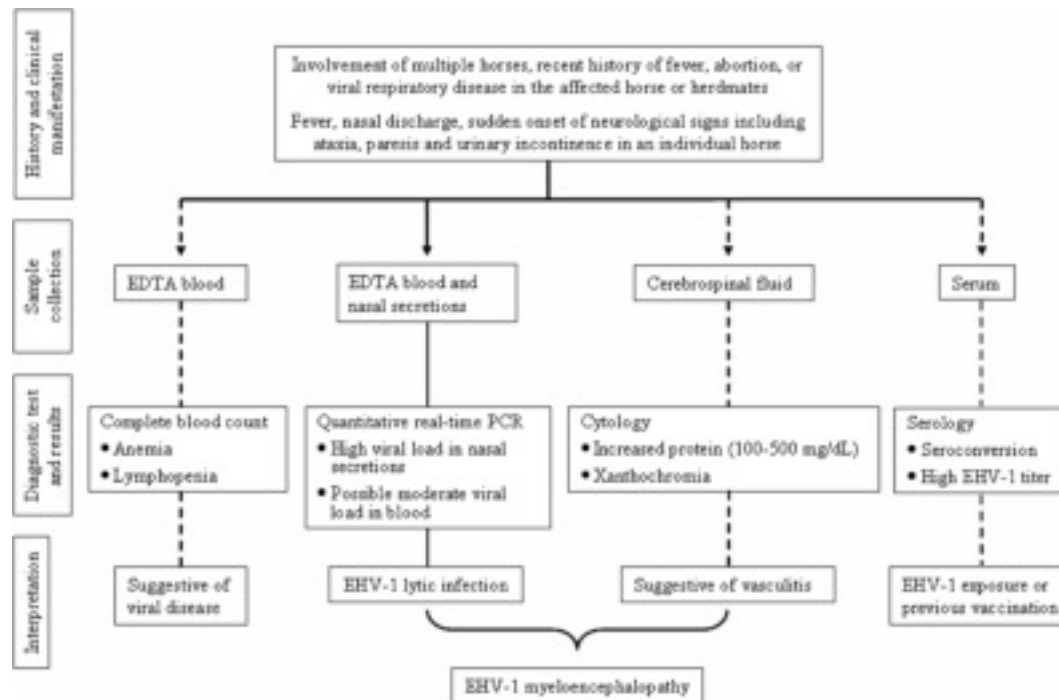 History and clinical
manifestation
Involvement of multiple horses, recent history of fever, abortion, or
viral respiratory disease in the affected horse or herdmates
Fever, nasal discharge, sudden onset of neurological signs including
ataxia, paresis and urinary incontinence in an individual horse
Sample
collection
EDTA blood
EDTA blood and
nasal secretions
Cerebrospinal fluid
Serum
Diagnostic test
and results
Complete blood count
• Anemia
• Lymphopenia
Quantitative real-time PCR
• High viral load in nasal
secretions
• Possible moderate viral
load in blood
Cytology
• Increased protein (100-500 mg/dL)
• Xanthochromia
Serology
• Seroconversion
• High EHV-1 titer
Interpretation
Suggestive of
viral disease
EHV-1 lytic infection
Suggestive of vasculitis
EHV-1 exposure or
previous vaccination
EHV-1 myeloencephalopathy